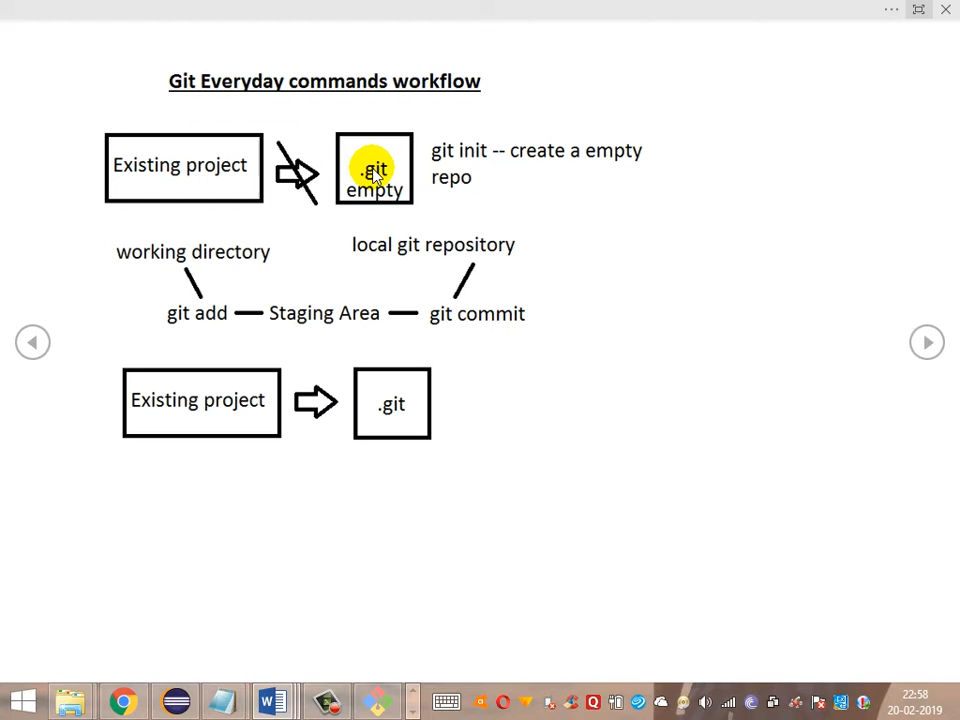 Git Everyday commands workflow
Existing project
.git
empty
git init -- create a empty
repo
working directory
local git repository
git add
Staging Area
git commit
Existing project
.git
22:58
20-02-2019